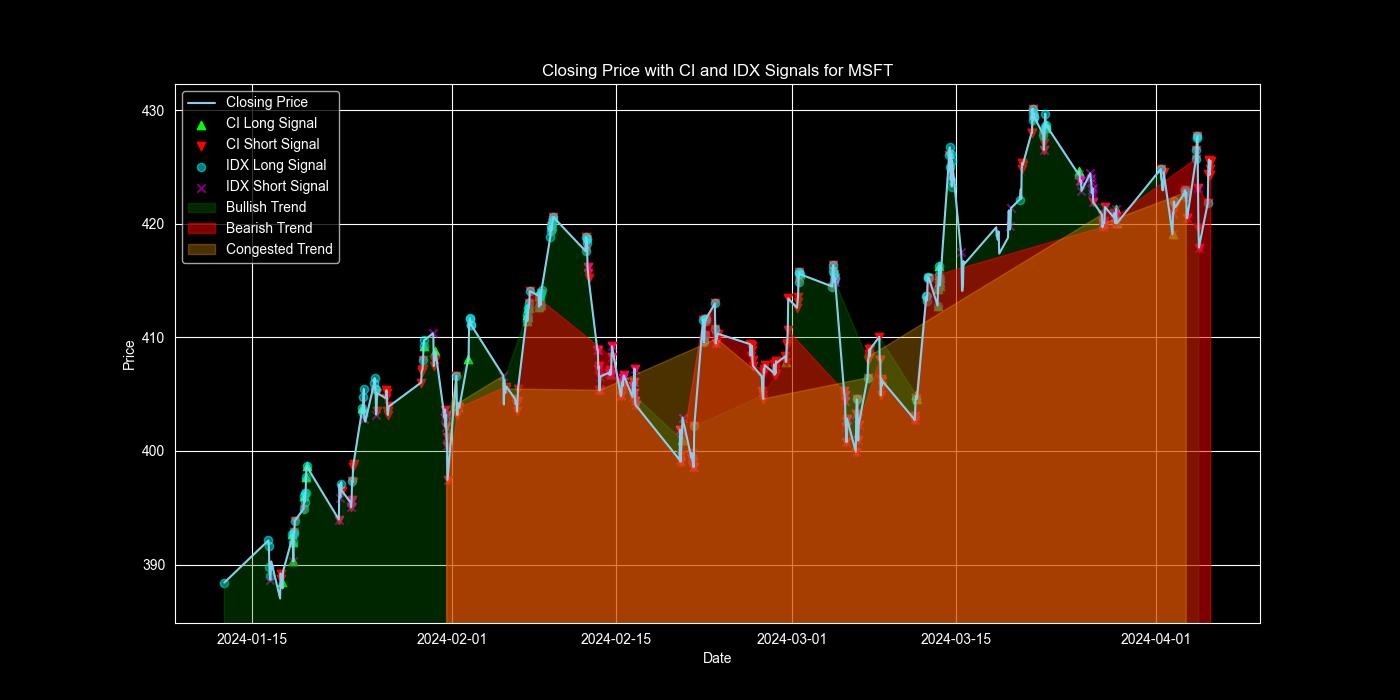 Closing Price with CI and IDX Signals for MSFT
Closing Price
CI Long Signal
CI Short Signal
IDX Long Signal
IDX Short Signal
Bullish Trend
Bearish Trend
Congested Trend
430
420
410
400
390
Price
2024-01-15 2024-02-01 2024-02-15 2024-03-01 2024-03-15 2024-04-01
Date